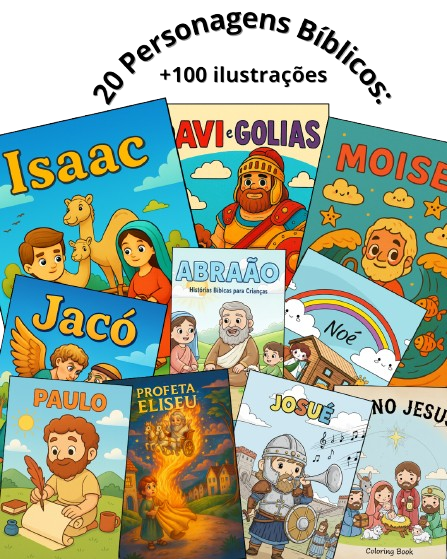 20 Personagens Bíblicos:
+100 ilustrações
Isaac
AVI e GOLIAS
MOISE
ABRAÃO
Histórias Bíblicas para Crianças
Jacó
Noé
PAULO
PROFETA
ELISEU
JOSUÉ
NO JESUS
Coloring Book